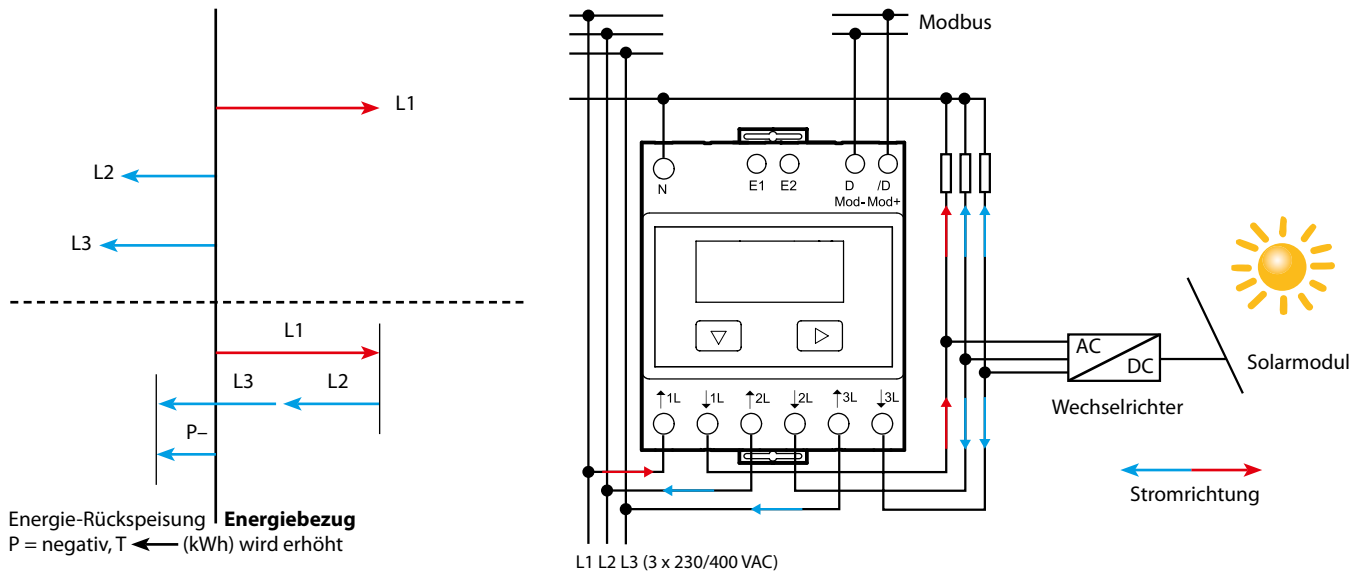 L1
L2
L3
L1
L3 L2
P–
Energie-Rückspeisung Energiebezug
P = negativ, T (kWh) wird erhöht
Modbus
N
E1 E2
D /D
Mod- Mod+
↑1L ↓1L ↑2L ↓2L ↑3L ↓3L
L1 L2 L3 (3 x 230/400 VAC)
AC
DC
Wechselrichter
Solarmodul
Stromrichtung